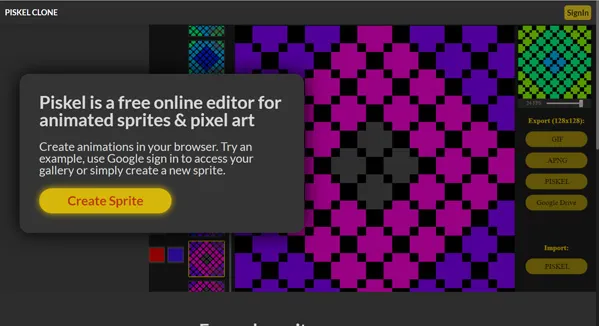 PISKEL CLONE
SignIn
Piskel is a free online editor for
animated sprites & pixel art
Create animations in your browser. Try an
example, use Google sign in to access your
gallery or simply create a new sprite.
Create Sprite
Export (128x128):
GIF
APNG
PISKEL
Google Drive
Import:
PISKEL